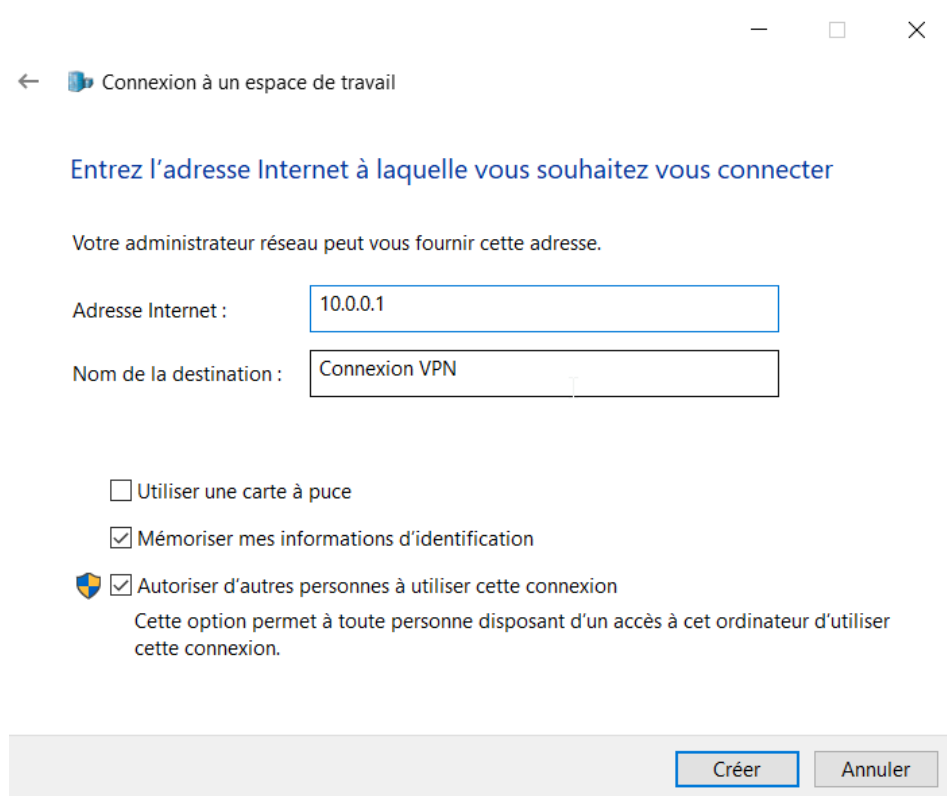 Connexion à un espace de travail
Entrez l’adresse Internet à laquelle vous souhaitez vous connecter
Votre administrateur réseau peut vous fournir cette adresse.
Adresse Internet : 10.0.0.1
Nom de la destination : Connexion VPN
Utiliser une carte à puce
Mémoriser mes informations d’identification
Autoriser d’autres personnes à utiliser cette connexion
Cette option permet à toute personne disposant d’un accès à cet ordinateur d’utiliser
cette connexion.
Créer Annuler